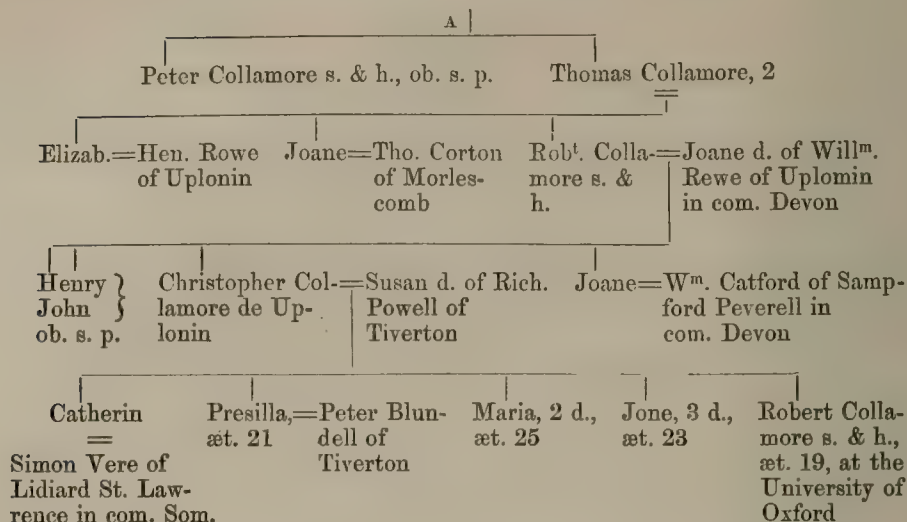 A
Peter Collamore s. & h., ob. s. p. Thomas Collamore, 2
Elizab.=Hen. Rowe of Uplonin
Joane=Tho. Corton of Morles-
comb
Robᵗ. Colla-
more s. &
h.
=Joane d. of Willᵐ.
Rewe of Uplomin
in com. Devon
Henry
John
ob. s. p.
Christopher Col-
lamore de Up-
lonin
=Susan d. of Rich.
Powell of
Tiverton
Joane=Wᵐ. Catford of Samp-
ford Peverell in
com. Devon
Catherin
=
Simon Vere of
Lidiard St. Law-
rence in com. Som.
Presilla,
æt. 21
=Peter Blun-
dell of
Tiverton
Maria, 2 d.,
æt. 25
Jone, 3 d.,
æt. 23
Robert Colla-
more s. & h.,
æt. 19, at the
University of
Oxford